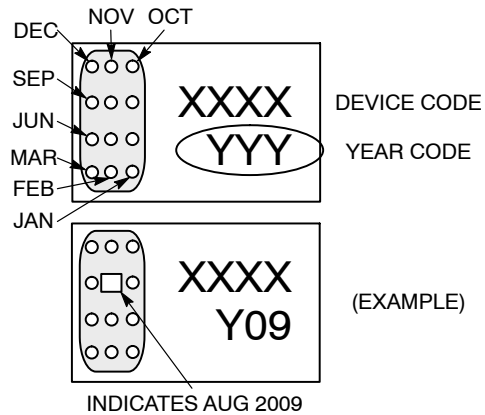 DEC NOV OCT
SEP
JUN
MAR
FEB
JAN
XXXX DEVICE CODE
YYY YEAR CODE
XXXX
Y09
(EXAMPLE)
INDICATES AUG 2009